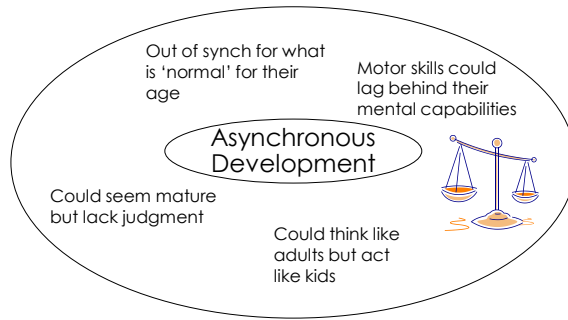 Out of synch for what
is ‘normal’ for their
age
Motor skills could
lag behind their
mental capabilities
Asynchronous
Development
Could seem mature
but lack judgment
Could think like
adults but act
like kids